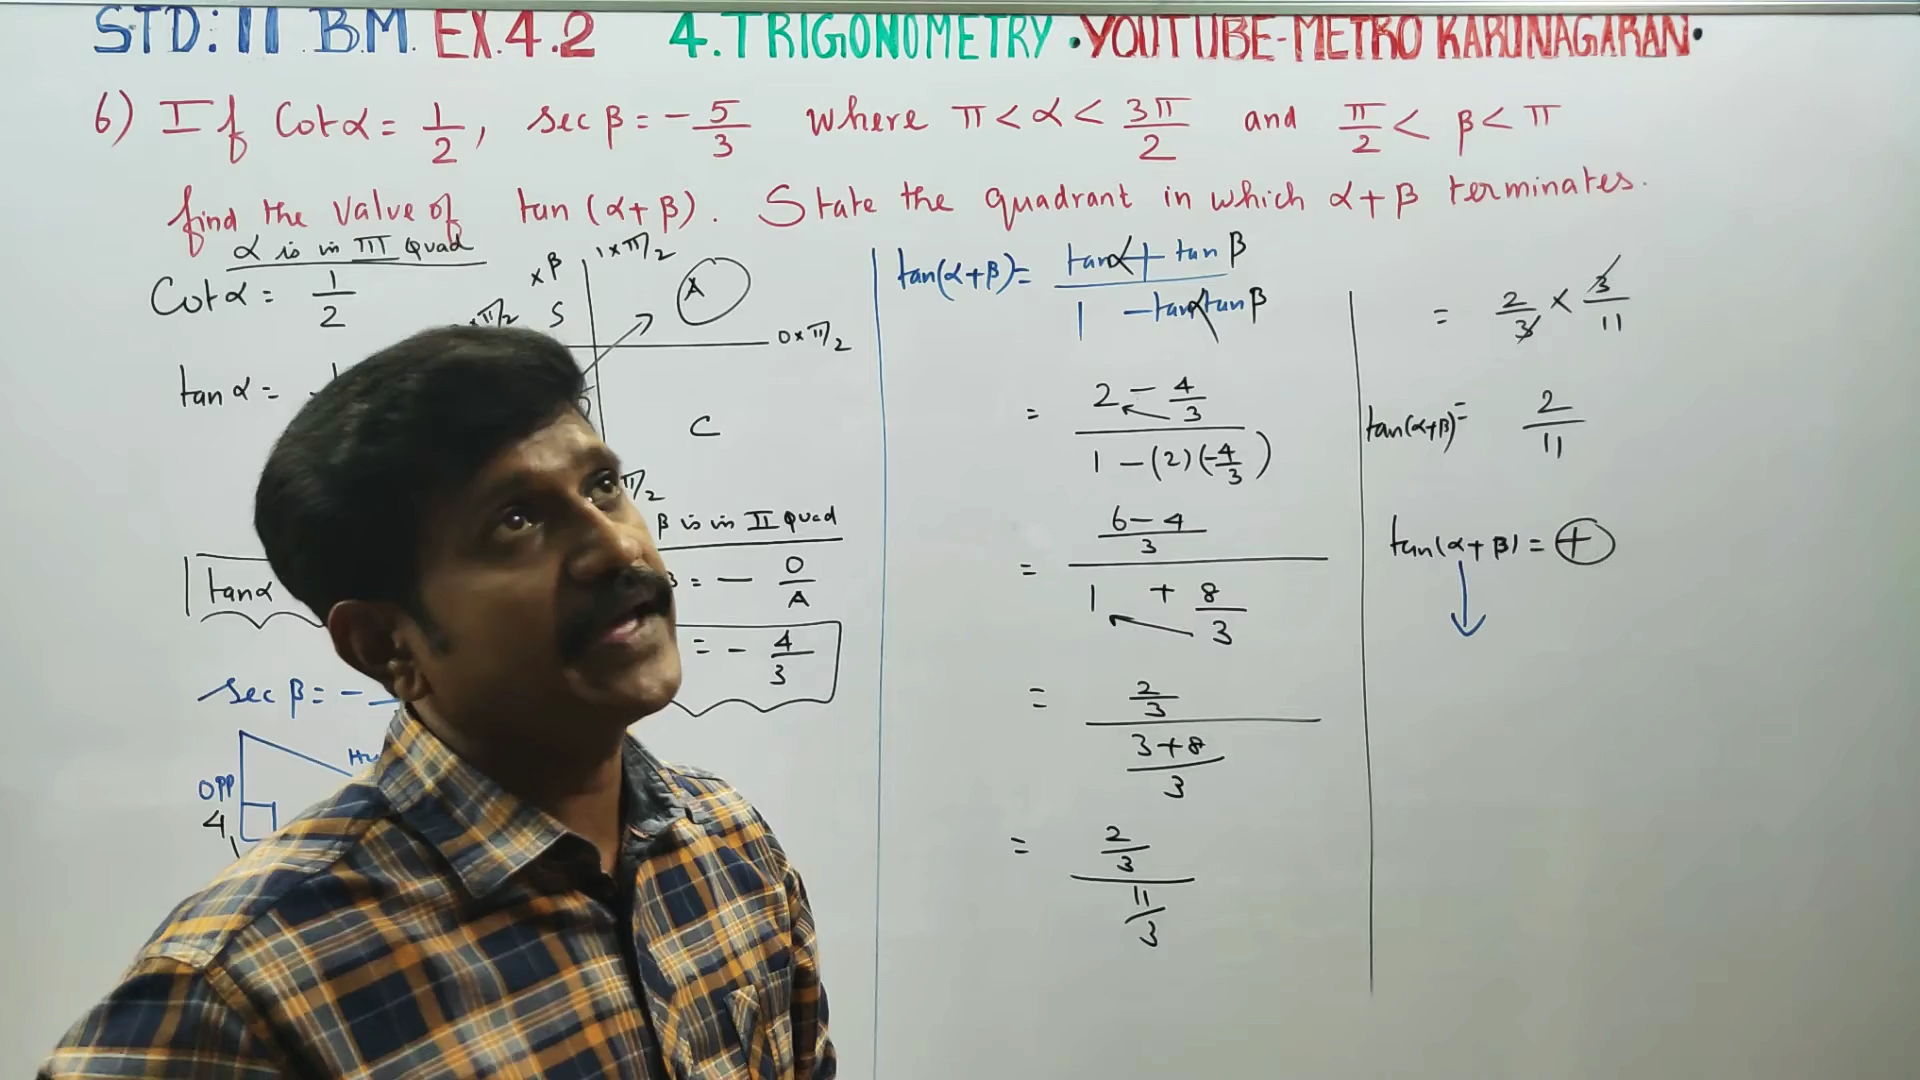 STD: 11 B.M. EX.4.2 4. TRIGONOMETRY • YOUTUBE-METRO KARUNAGARAN •
6) If Cot α = 1/2, sec β = - 5/3 where π < α < 3π/2 and π/2 < β < π
find the value of tan (α + β). State the quadrant in which α + β terminates.
α is in III Quad
Cot α = 1/2
tan α =
tan α
sec β = -
OPP
4
× β
1 × π/2
S
A
0 × π/2
C
π/2
β is in II Quad
= - O/A
= - 4/3
tan(α + β) = tan α + tan β / 1 - tan α tan β
= 2 - 4/3 / 1 - (2)(-4/3)
= 6 - 4/3 / 1 + 8/3
= 2/3 / 3 + 8/3
= 2/3 / 11/3
= 2/3 × 3/11
tan(α+β) = 2/11
tan(α + β) = +